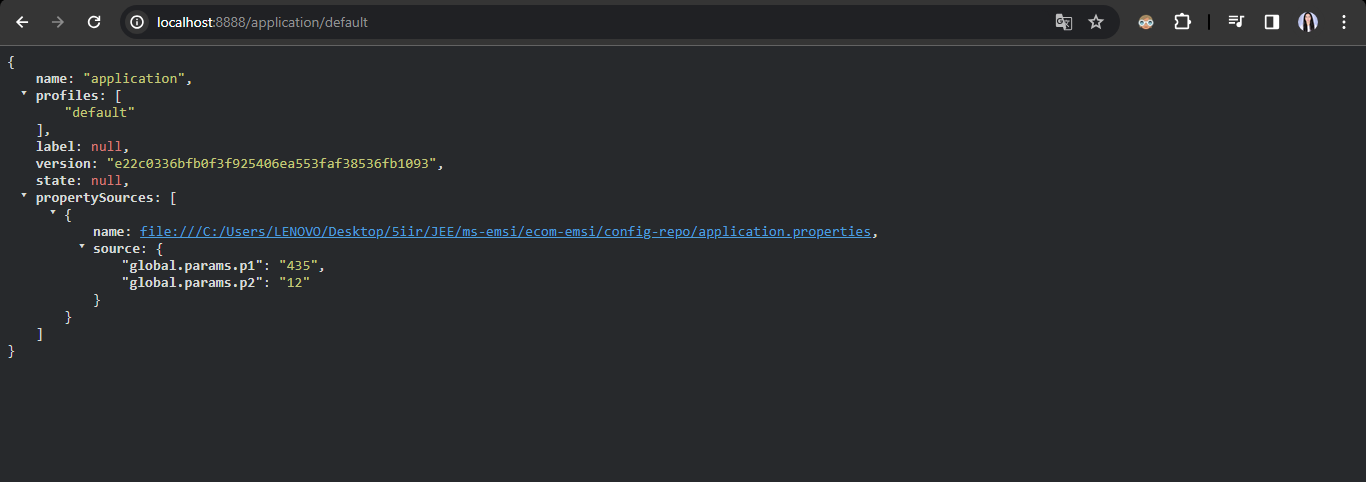 localhost:8888/application/default
{
name: "application",
profiles: [
"default"
],
label: null,
version: "e22c0336bfb0f3f925406ea553faf38536fb1093",
state: null,
propertySources: [
{
name: file:///C:/Users/LENOVO/Desktop/5iir/JEE/ms-emsi/ecom-emsi/config-repo/application.properties,
source: {
"global.params.p1": "435",
"global.params.p2": "12"
}
}
]
}